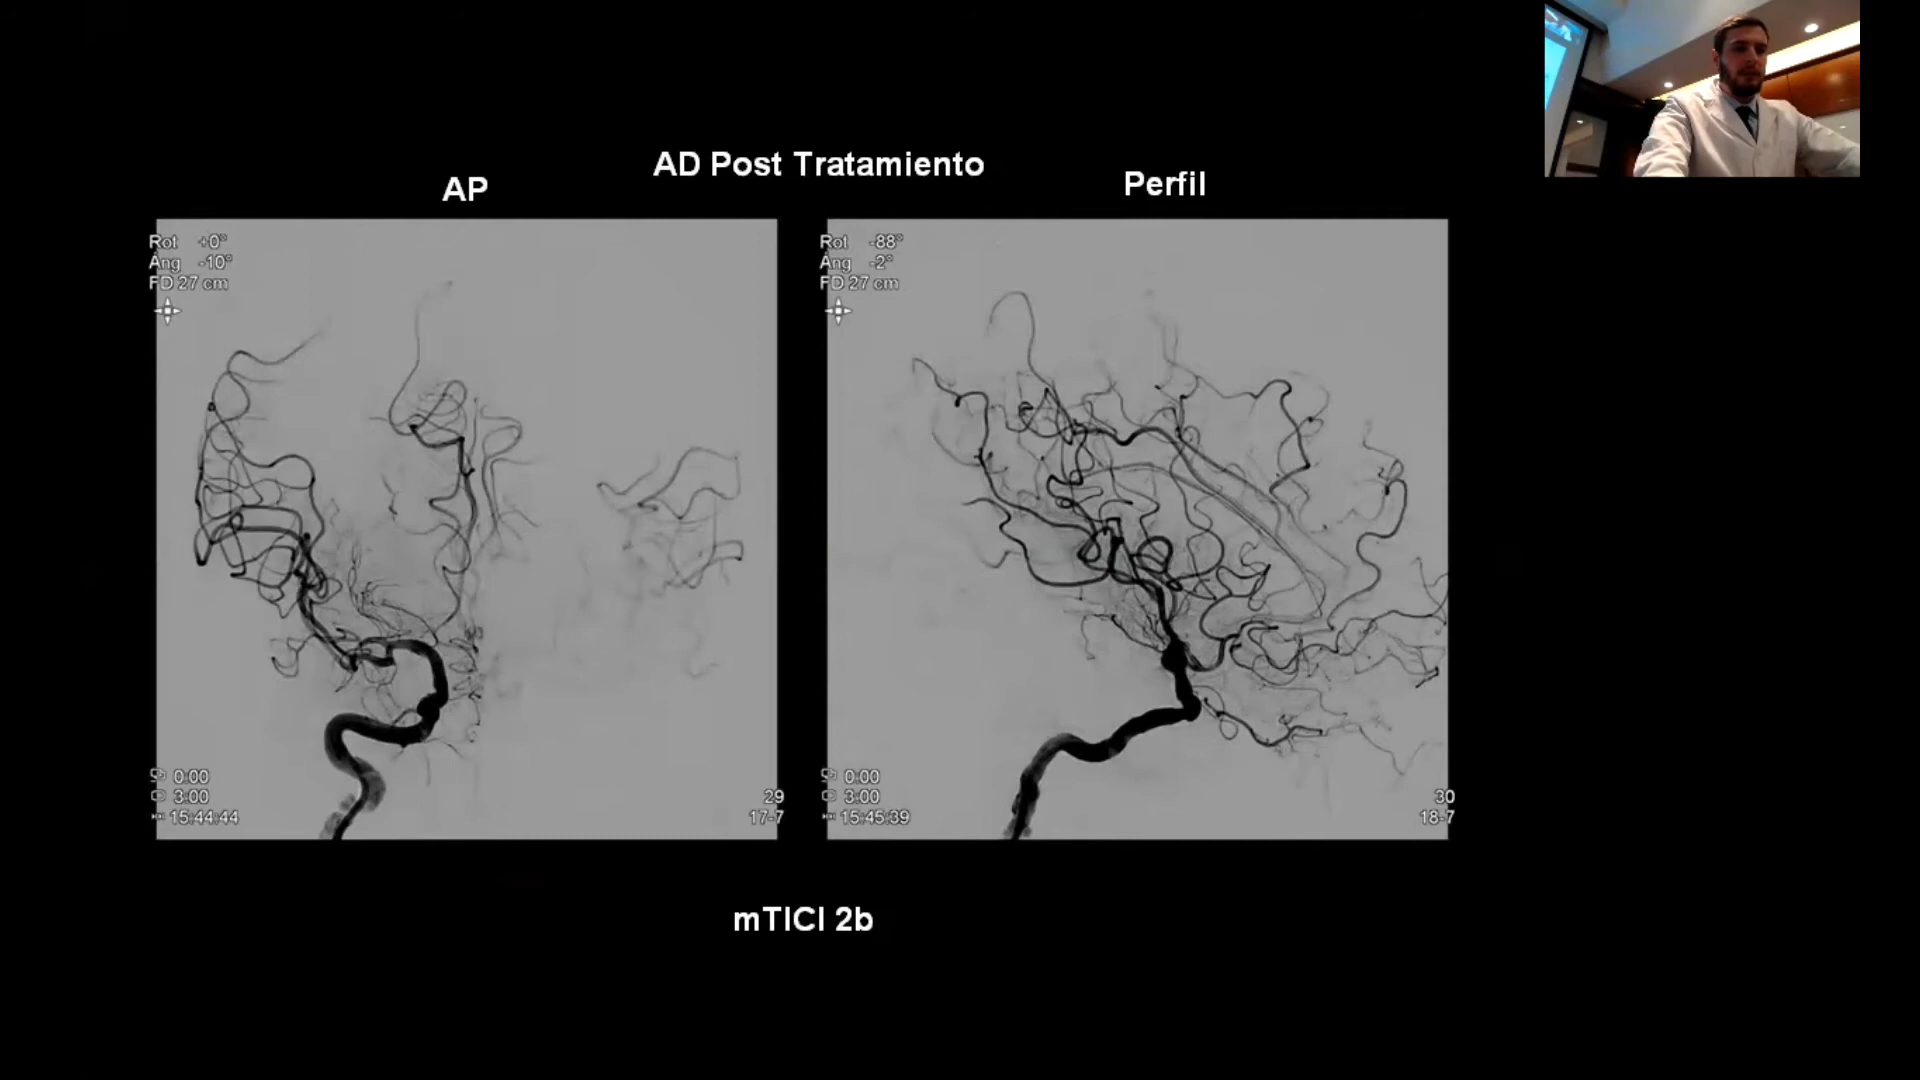 AD Post Tratamiento
AP
Perfil
Rot +0°
Ang -10°
FD 27 cm
0:00
3:00
15:44:44
29
17-7
Rot -88°
Ang -2°
FD 27 cm
0:00
3:00
15:45:39
30
18-7
mTICI 2b